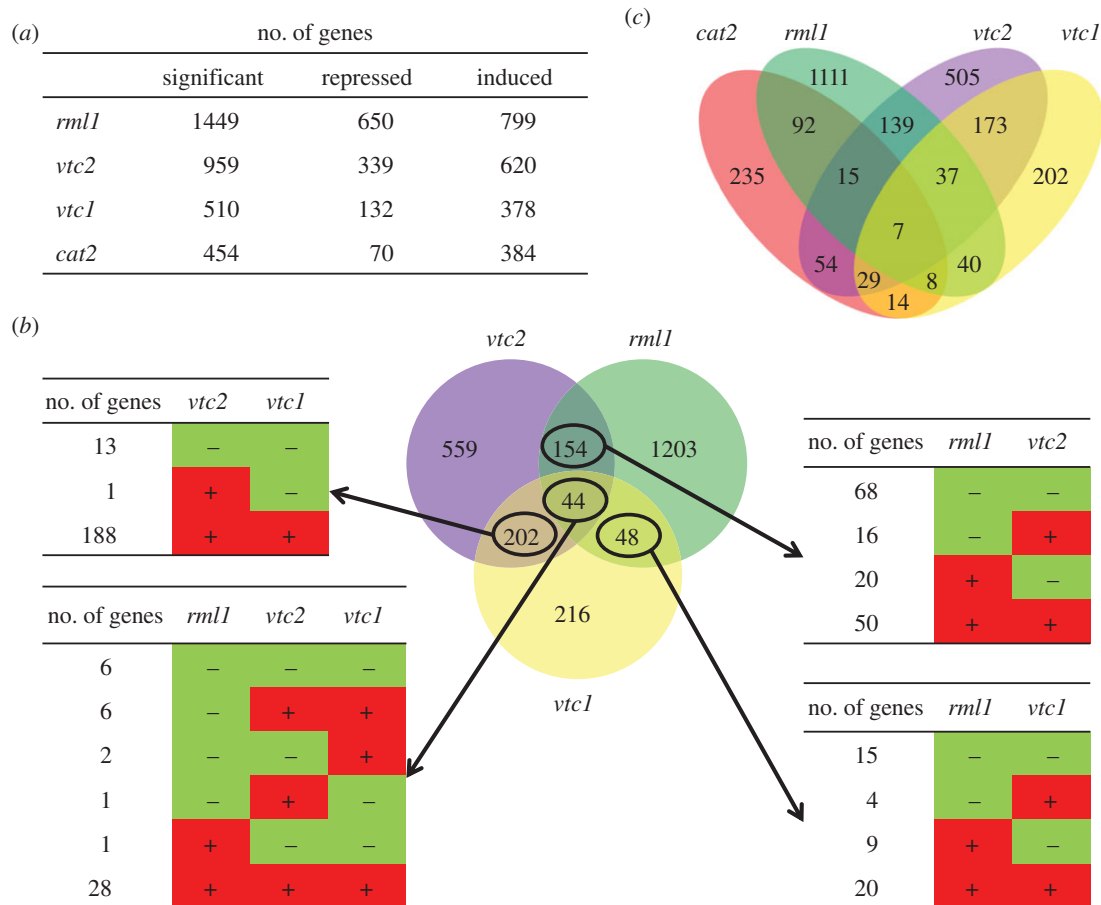 (a)
no. of genes
significant repressed induced
rml1 1449 650 799
vtc2 959 339 620
vtc1 510 132 378
cat2 454 70 384
(c)
cat2 rml1 vtc2 vtc1
1111 505
92 139 173
235 15 37 202
7
54 29 8 40
14
(b)
vtc2 rml1
559 154 1203
44
202 48
216
vtc1
no. of genes vtc2 vtc1
13 – –
1 + –
188 + +
no. of genes rml1 vtc2
68 – –
16 – +
20 + –
50 + +
no. of genes rml1 vtc2 vtc1
6 – – –
6 – + +
2 – – +
1 – + –
1 + – –
28 + + +
no. of genes rml1 vtc1
15 – –
4 – +
9 + –
20 + +